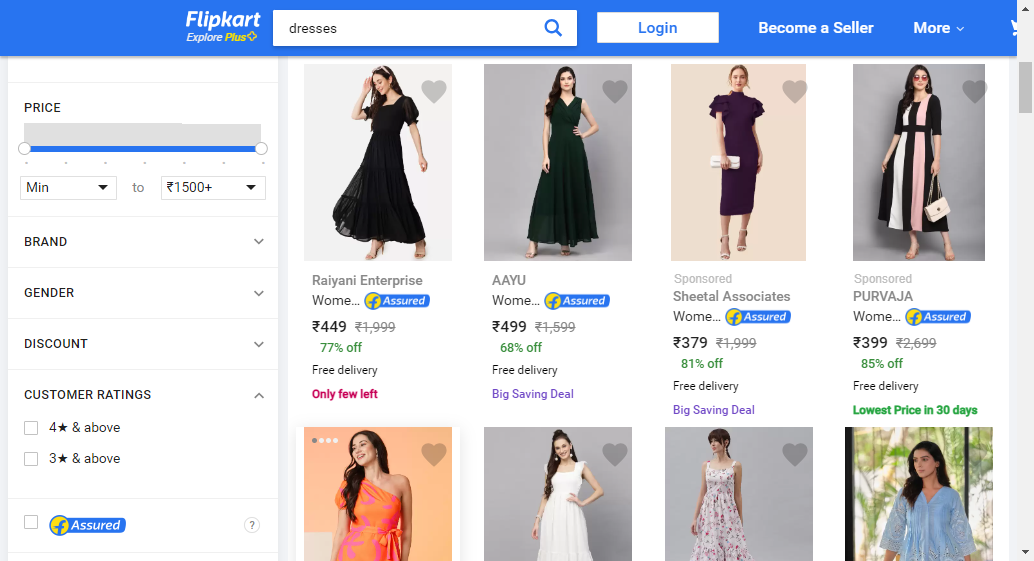 Flipkart
Explore Plus
dresses
Login
Become a Seller
More
PRICE
Min
to
₹1500+
BRAND
GENDER
DISCOUNT
CUSTOMER RATINGS
4★ & above
3★ & above
Assured
?
Raiyani Enterprise
Wome... Assured
₹449 ₹1,999
77% off
Free delivery
Only few left
AAYU
Wome... Assured
₹499 ₹1,599
68% off
Free delivery
Big Saving Deal
Sponsored
Sheetal Associates
Wome... Assured
₹379 ₹1,999
81% off
Free delivery
Big Saving Deal
Sponsored
PURVAJA
Wome... Assured
₹399 ₹2,699
85% off
Free delivery
Lowest Price in 30 days